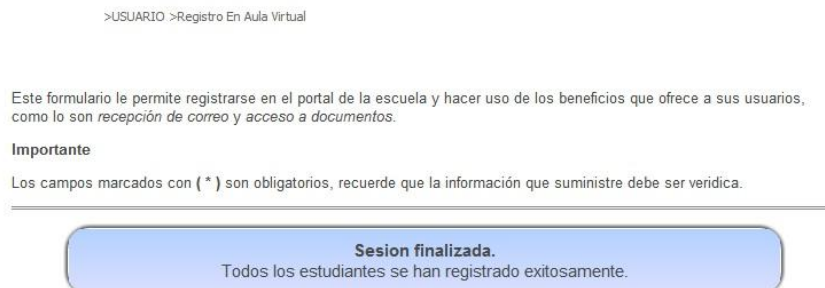 >USUARIO >Registro En Aula Virtual
Este formulario le permite registrarse en el portal de la escuela y hacer uso de los beneficios que ofrece a sus usuarios,
como lo son recepción de correo y acceso a documentos.
Importante
Los campos marcados con ( * ) son obligatorios, recuerde que la información que suministre debe ser veridica.
Sesion finalizada.
Todos los estudiantes se han registrado exitosamente.